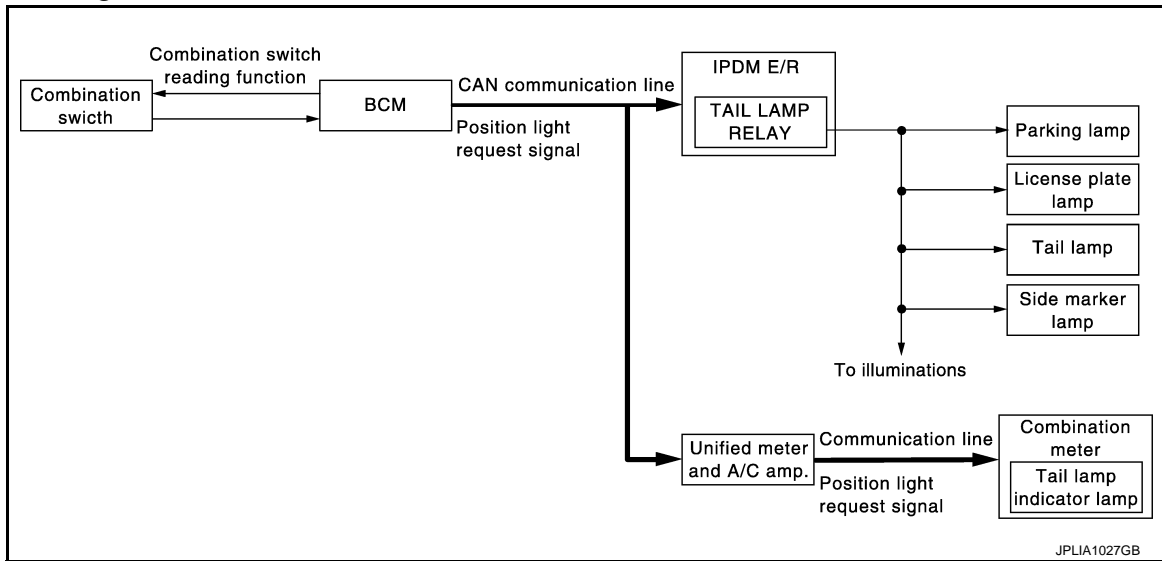 Combination switch
reading function
Combination
swicth
BCM
CAN communication line
Position light
request signal
IPDM E/R
TAIL LAMP
RELAY
Parking lamp
License plate
lamp
Tail lamp
Side marker
lamp
To illuminations
Unified meter
and A/C amp.
Communication line
Position light
request signal
Combination
meter
Tail lamp
indicator lamp
JPLIA1027GB